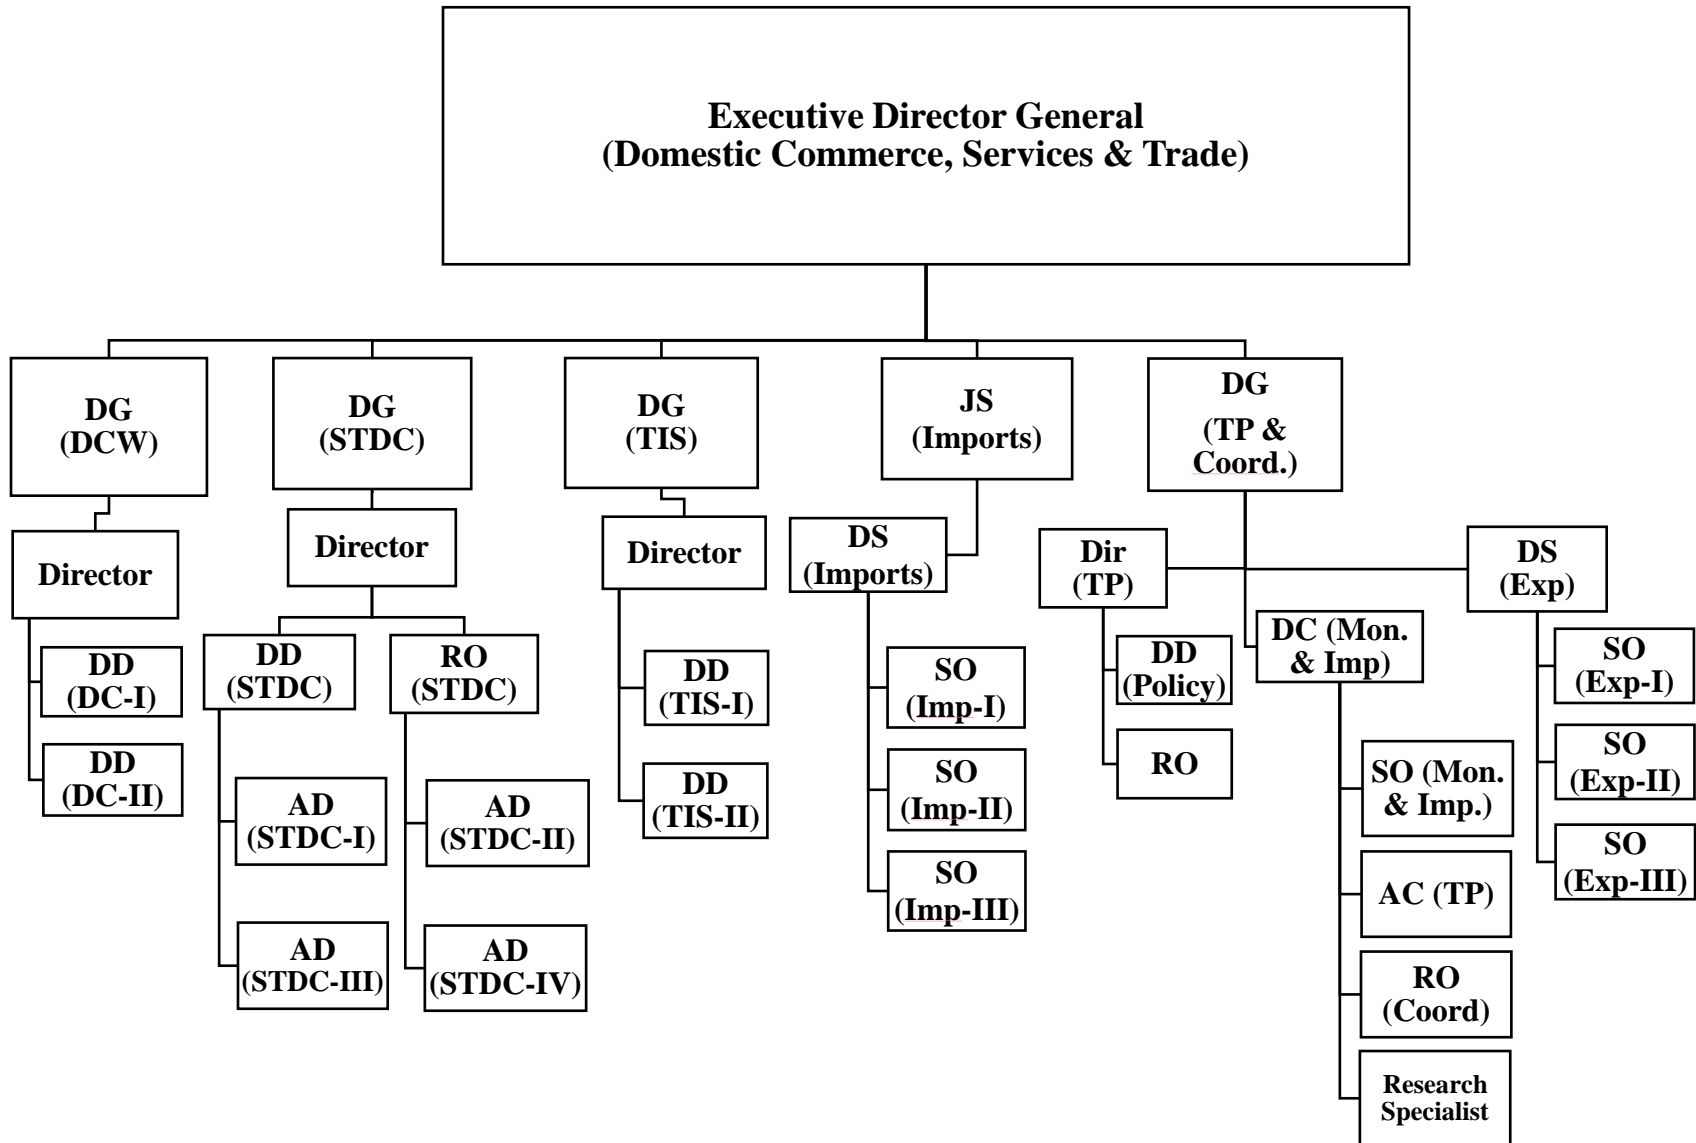 Executive Director General
(Domestic Commerce, Services & Trade)
DG
(DCW)
DG
(STDC)
DG
(TIS)
JS
(Imports)
DG
(TP &
Coord.)
Director
Director
Director
DS
(Imports)
Dir
(TP)
DS
(Exp)
DC (Mon.
& Imp)
DD
(DC-I)
DD
(DC-II)
DD
(STDC)
RO
(STDC)
AD
(STDC-I)
AD
(STDC-II)
AD
(STDC-III)
AD
(STDC-IV)
DD
(TIS-I)
DD
(TIS-II)
SO
(Imp-I)
SO
(Imp-II)
SO
(Imp-III)
DD
(Policy)
RO
SO (Mon.
& Imp.)
AC (TP)
RO
(Coord)
Research
Specialist
SO
(Exp-I)
SO
(Exp-II)
SO
(Exp-III)